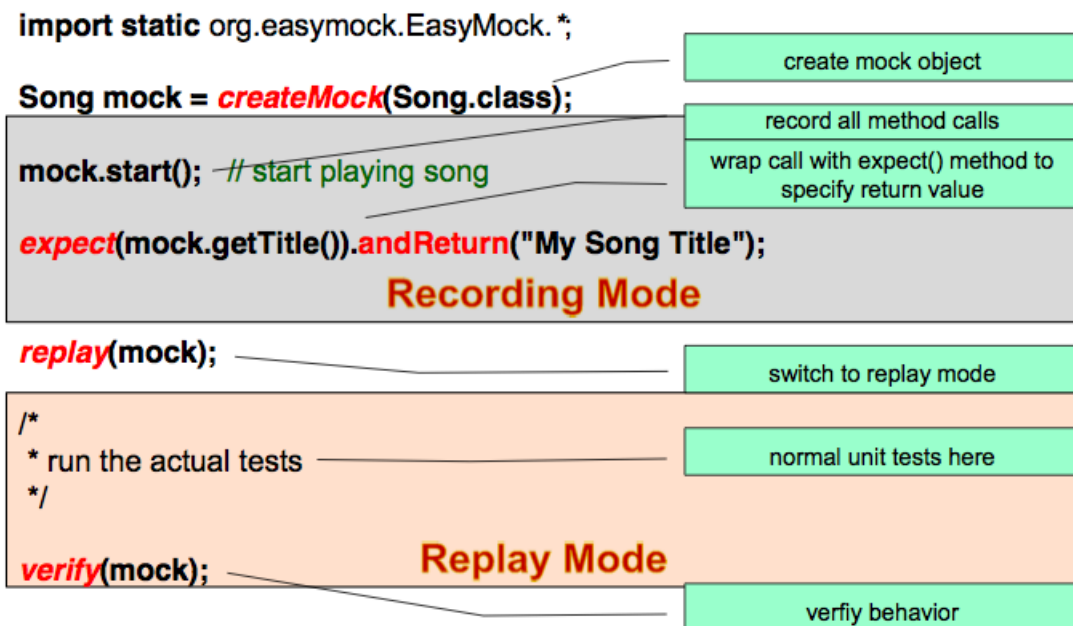 import static org.easymock.EasyMock.*;
create mock object
Song mock = createMock(Song.class);
record all method calls
mock.start(); // start playing song
wrap call with expect() method to
specify return value
expect(mock.getTitle()).andReturn("My Song Title");
Recording Mode
replay(mock);
switch to replay mode
/*
* run the actual tests
normal unit tests here
*/
Replay Mode
verify(mock);
verfiy behavior